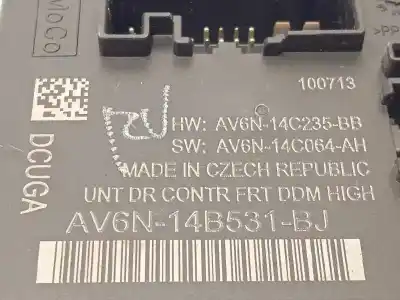 MoCo
100713
HW: AV6N-14C235-BB
SW: AV6N-14C064-AH
MADE IN CZECH REPUBLIC
UNT DR CONTR FRT DDM HIGH
AV6N-14B531-BJ
DCUGA